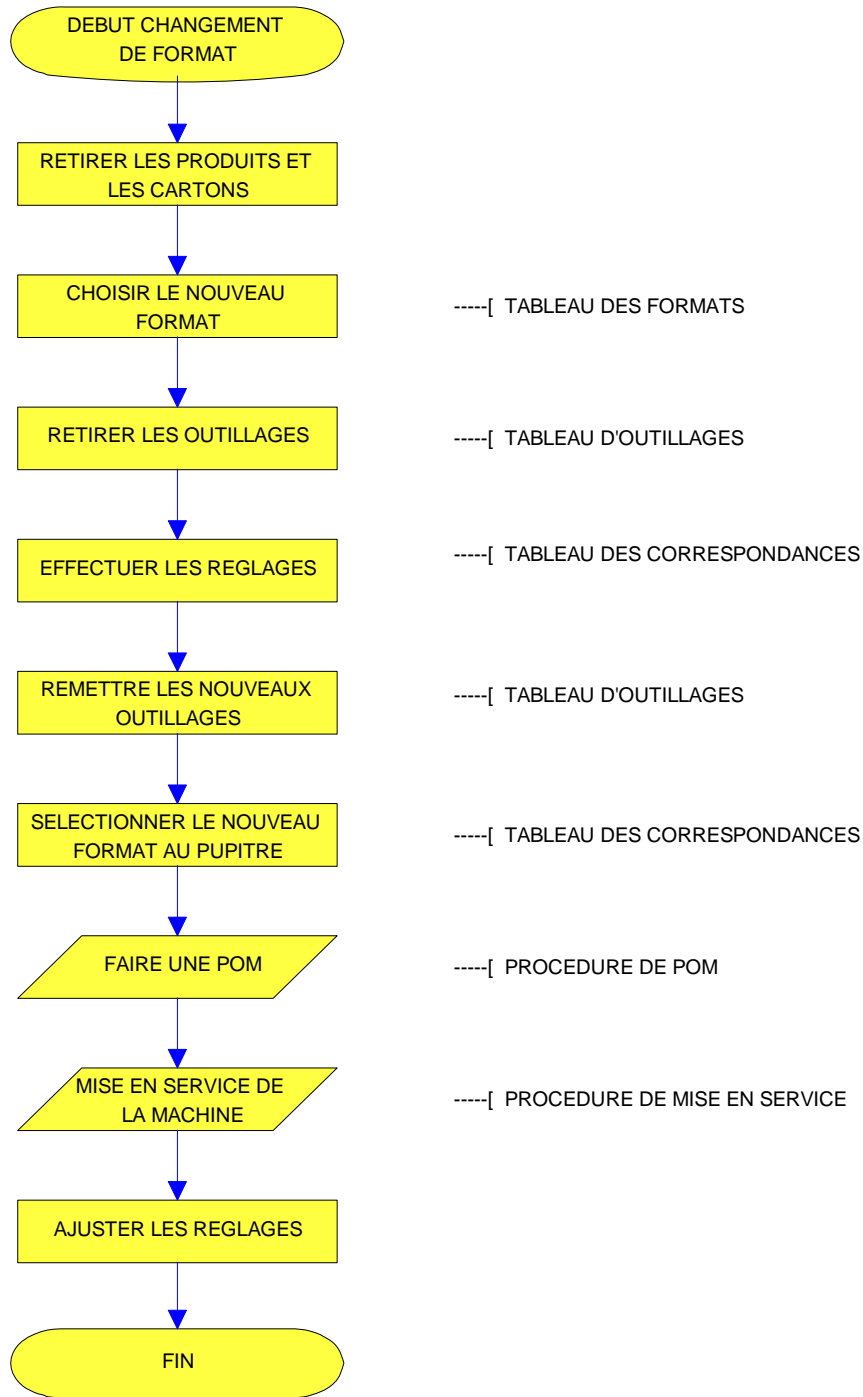 DEBUT CHANGEMENT
DE FORMAT
RETIRER LES PRODUITS ET
LES CARTONS
CHOISIR LE NOUVEAU
FORMAT
-----[ TABLEAU DES FORMATS
RETIRER LES OUTILLAGES
-----[ TABLEAU D'OUTILLAGES
EFFECTUER LES REGLAGES
-----[ TABLEAU DES CORRESPONDANCES
REMETTRE LES NOUVEAUX
OUTILLAGES
-----[ TABLEAU D'OUTILLAGES
SELECTIONNER LE NOUVEAU
FORMAT AU PUPITRE
-----[ TABLEAU DES CORRESPONDANCES
FAIRE UNE POM
-----[ PROCEDURE DE POM
MISE EN SERVICE DE
LA MACHINE
-----[ PROCEDURE DE MISE EN SERVICE
AJUSTER LES REGLAGES
FIN